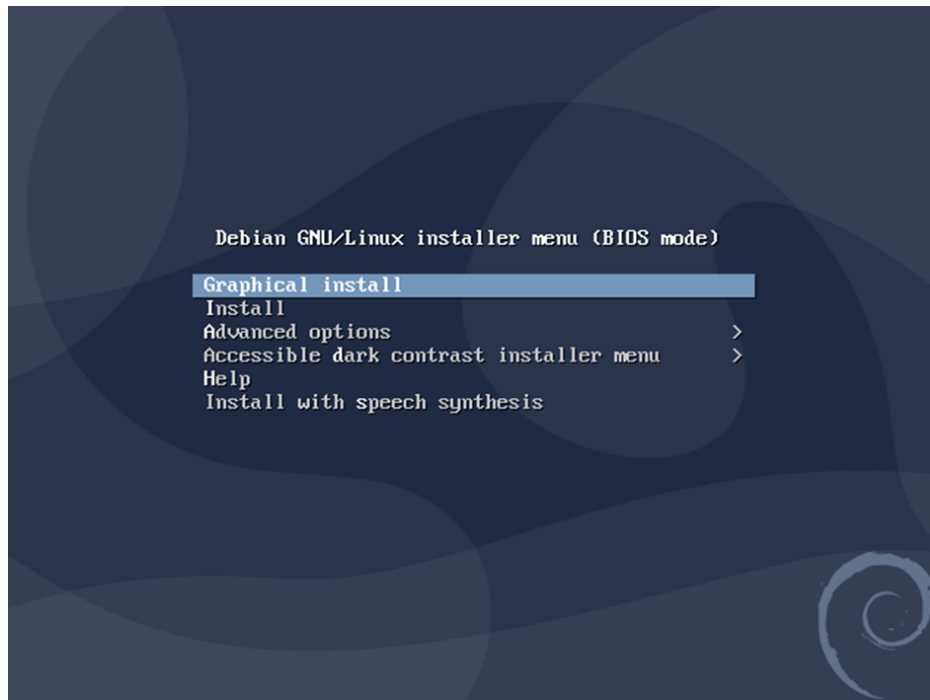 Debian GNU/Linux installer menu (BIOS mode)
Graphical install
Install
Advanced options >
Accessible dark contrast installer menu >
Help
Install with speech synthesis